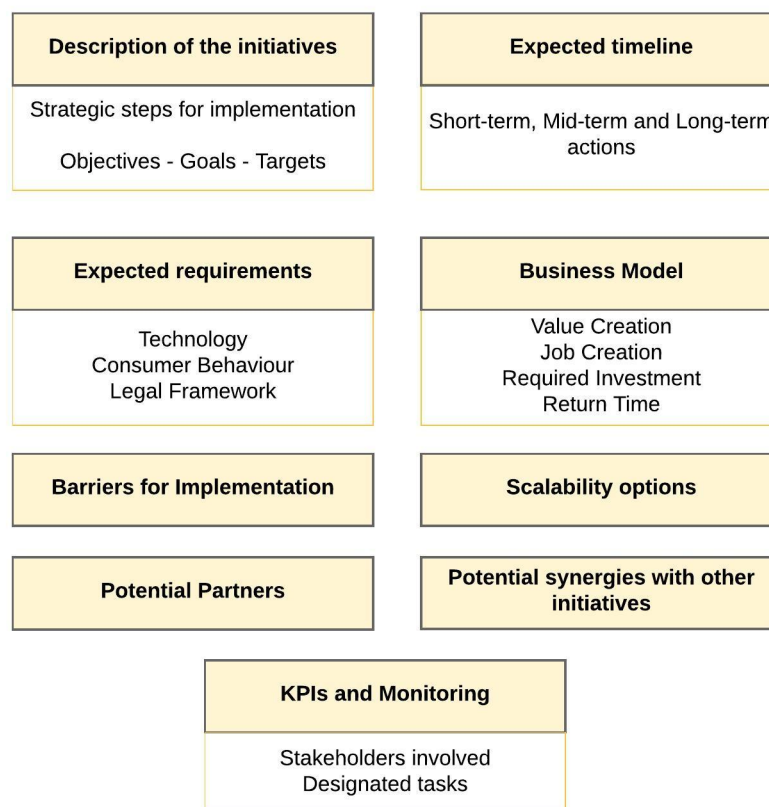 Description of the initiatives
Strategic steps for implementation
Objectives - Goals - Targets
Expected timeline
Short-term, Mid-term and Long-term
actions
Expected requirements
Technology
Consumer Behaviour
Legal Framework
Business Model
Value Creation
Job Creation
Required Investment
Return Time
Barriers for Implementation
Scalability options
Potential Partners
Potential synergies with other
initiatives
KPIs and Monitoring
Stakeholders involved
Designated tasks